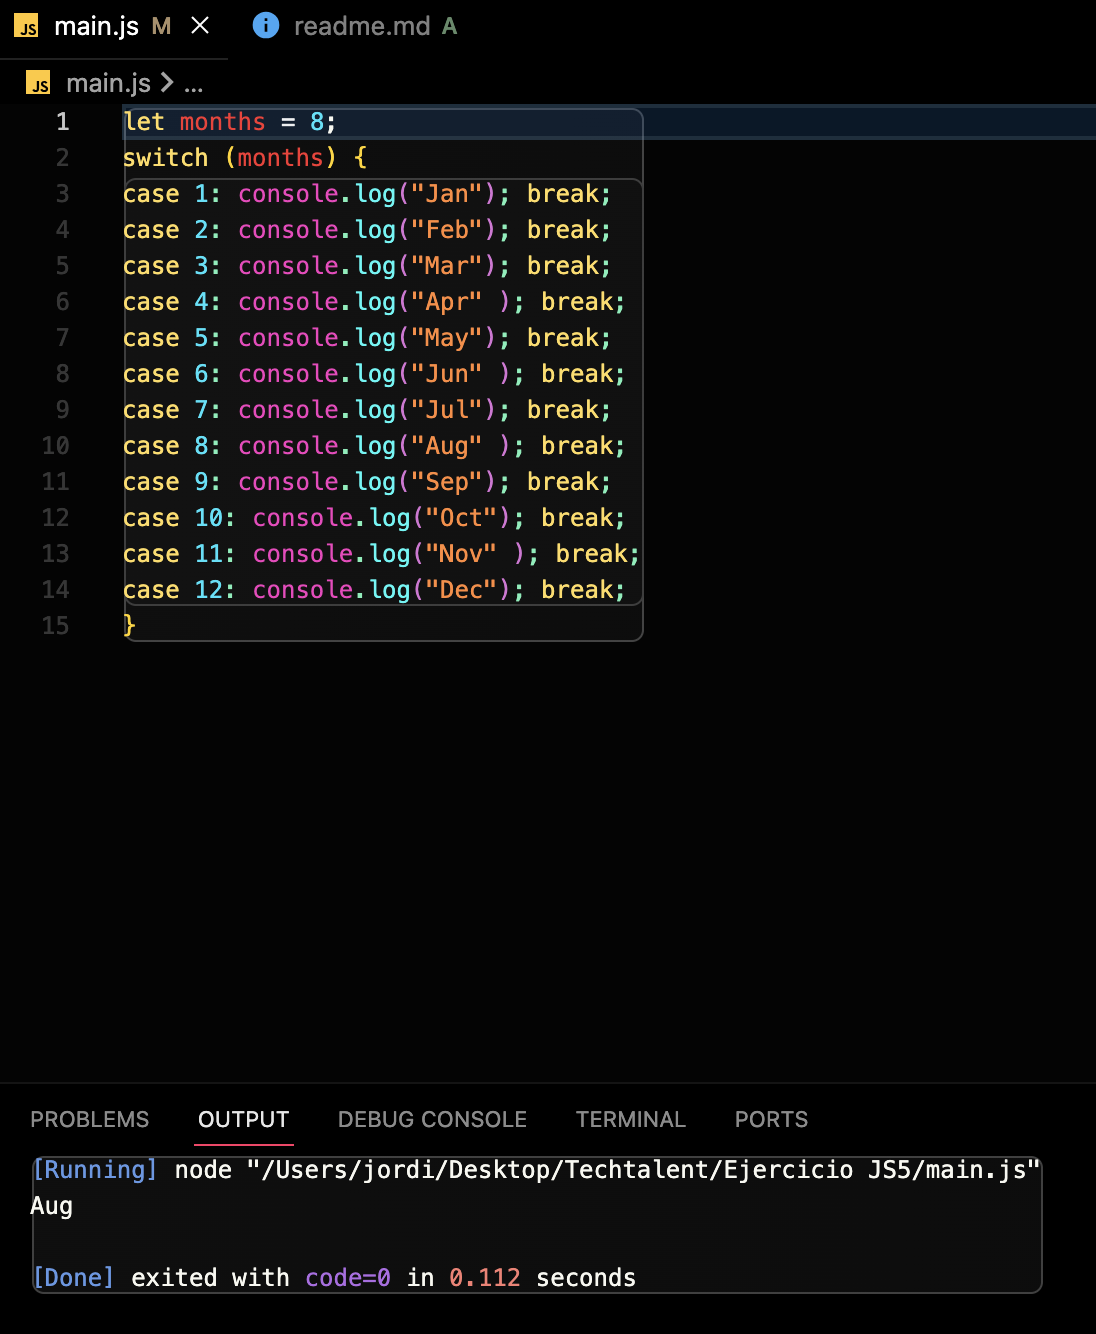 JS main.js M × i readme.md A
JS main.js > ...
1 let months = 8;
2 switch (months) {
3 case 1: console.log("Jan"); break;
4 case 2: console.log("Feb"); break;
5 case 3: console.log("Mar"); break;
6 case 4: console.log("Apr" ); break;
7 case 5: console.log("May"); break;
8 case 6: console.log("Jun" ); break;
9 case 7: console.log("Jul"); break;
10 case 8: console.log("Aug" ); break;
11 case 9: console.log("Sep"); break;
12 case 10: console.log("Oct"); break;
13 case 11: console.log("Nov" ); break;
14 case 12: console.log("Dec"); break;
15 }
PROBLEMS OUTPUT DEBUG CONSOLE TERMINAL PORTS
[Running] node "/Users/jordi/Desktop/Techtalent/Ejercicio JS5/main.js"
Aug
[Done] exited with code=0 in 0.112 seconds